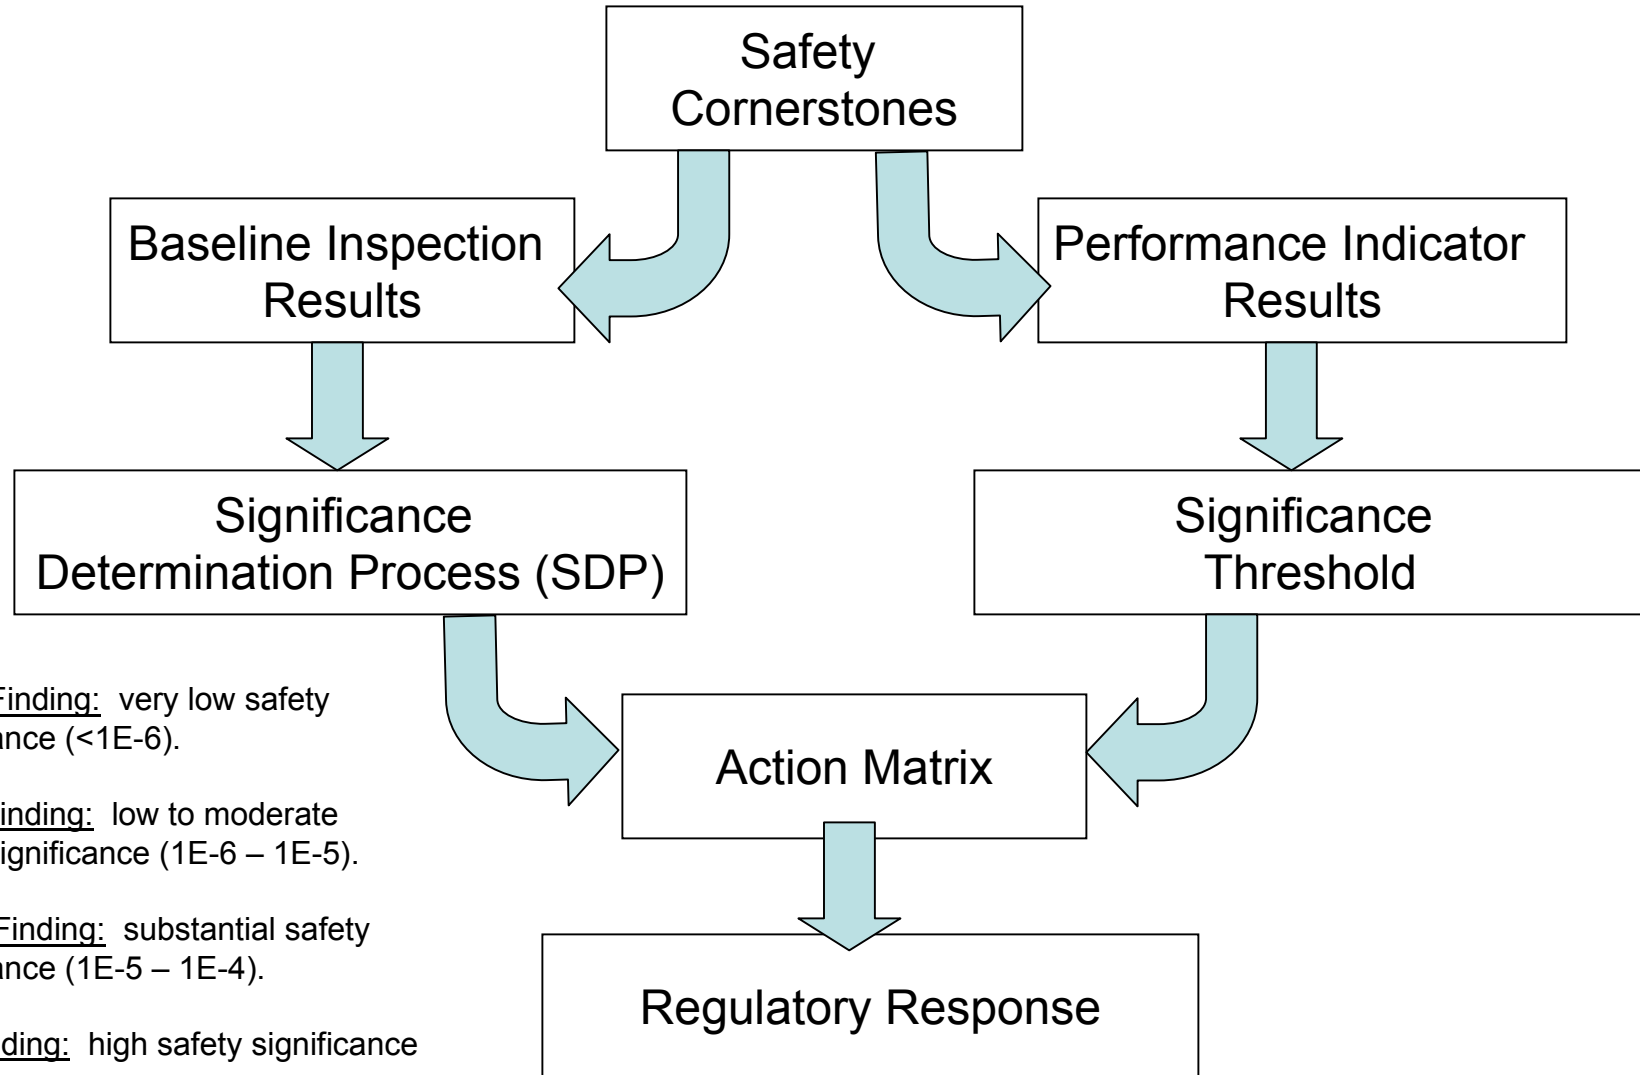 Safety
Cornerstones
Baseline Inspection
Results
Performance Indicator
Results
Significance
Determination Process (SDP)
Significance
Threshold
Finding: very low safety
ance (<1E-6).
inding: low to moderate
ignificance (1E-6 – 1E-5).
Finding: substantial safety
ance (1E-5 – 1E-4).
ding: high safety significance
Action Matrix
Regulatory Response